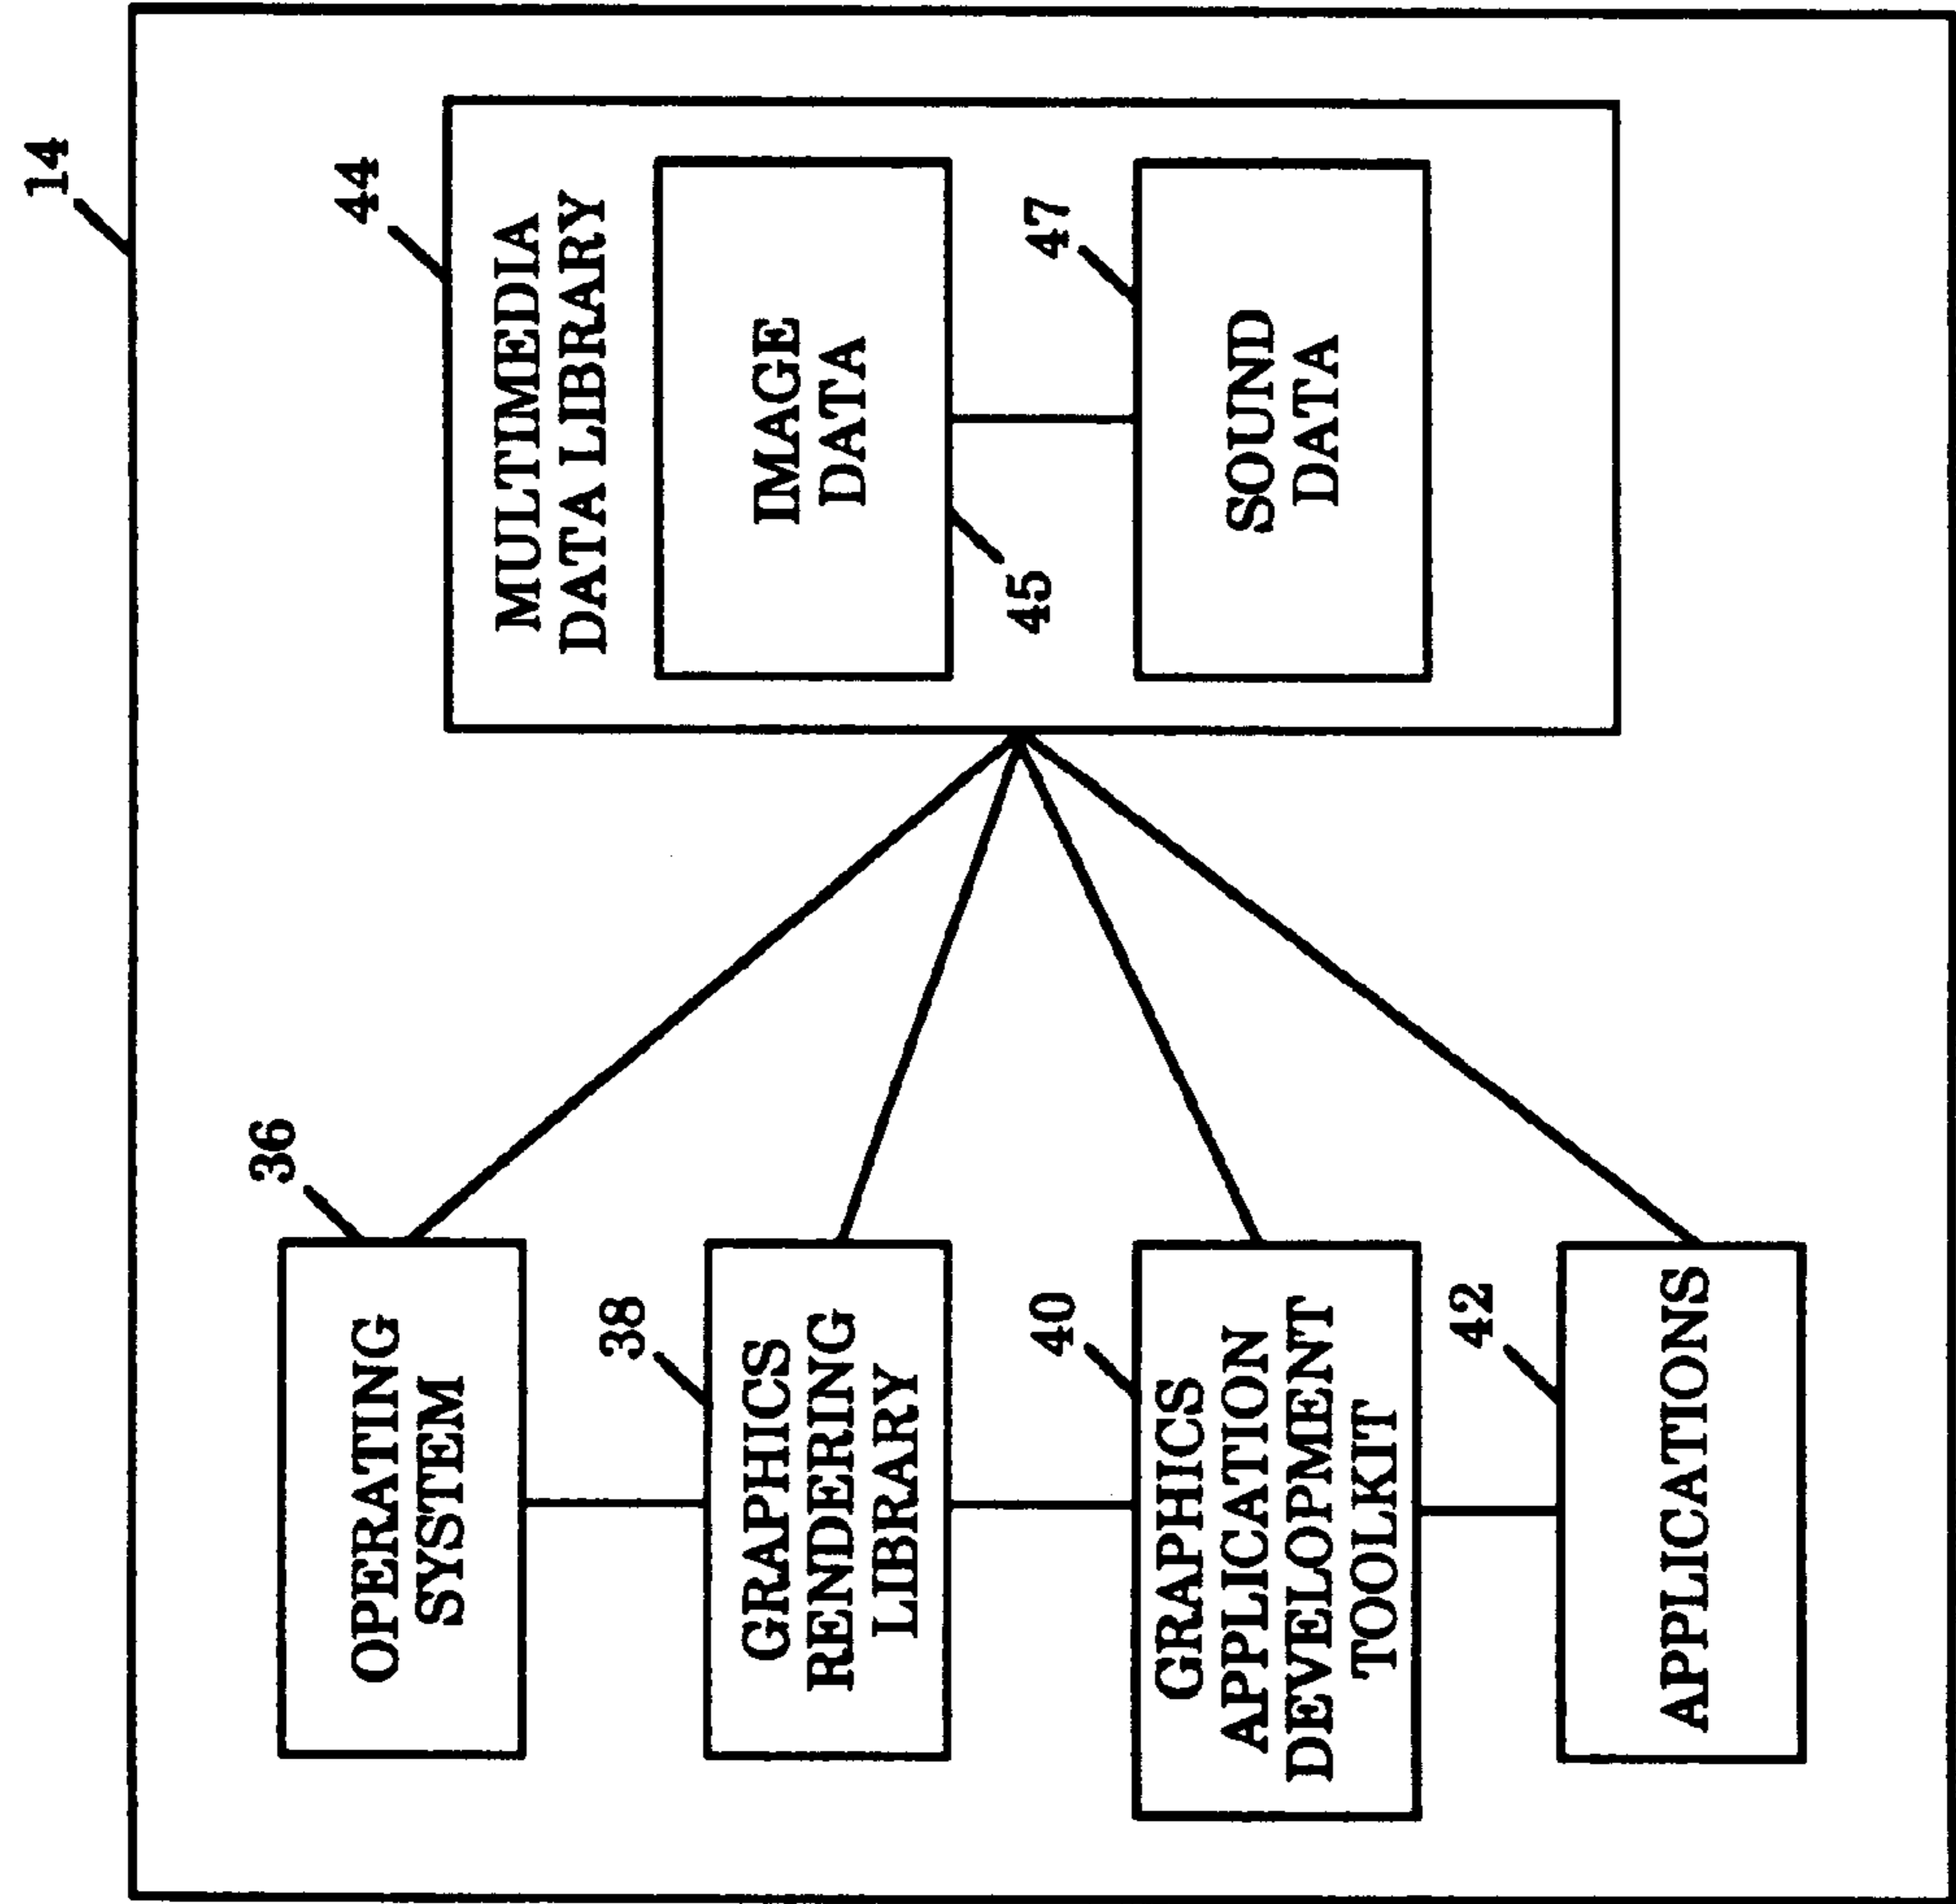 14
36
OPERATING
SYSTEM
38
GRAPHICS
RENDERING
LIBRARY
40
GRAPHICS
APPLICATION
DEVELOPMENT
TOOLKIT
42
APPLICATIONS
44
MULTIMEDIA
DATA LIBRARY
IMAGE
DATA
45
47
SOUND
DATA